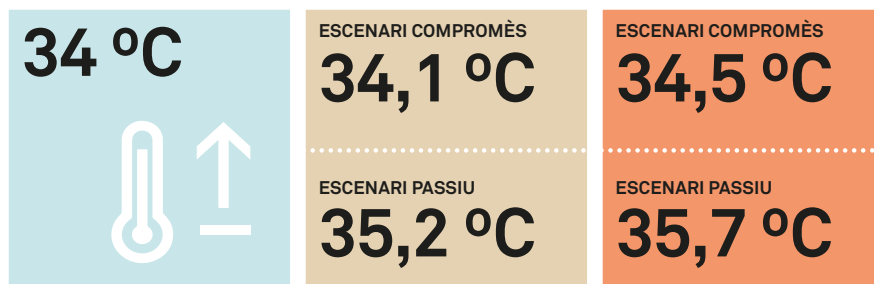 34 ºC
ESCENARI COMPROMÈS
34,1 ºC
ESCENARI PASSIU
35,2 ºC
ESCENARI COMPROMÈS
34,5 ºC
ESCENARI PASSIU
35,7 ºC